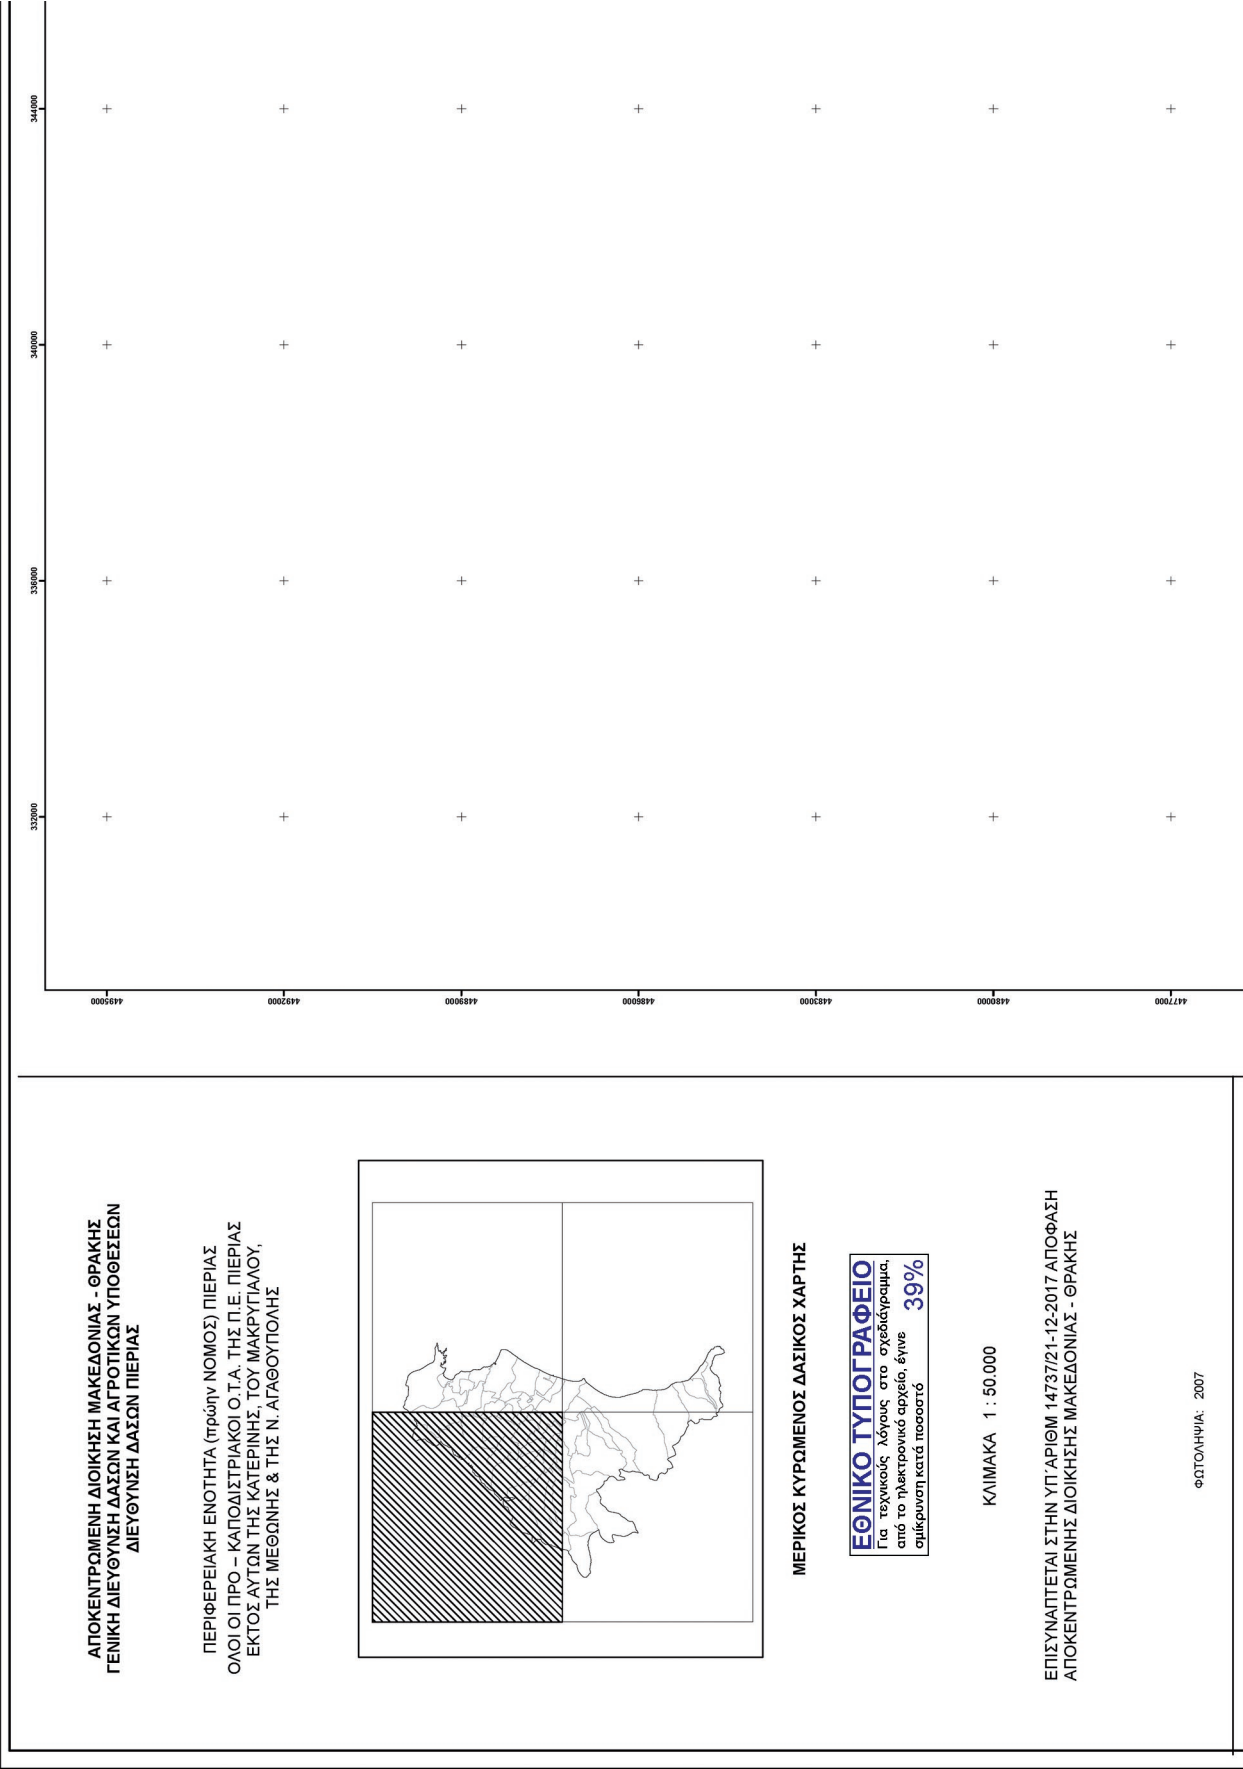 ΑΠΟΚΕΝΤΡΩΜΕΝΗ ΔΙΟΙΚΗΣΗ ΜΑΚΕΔΟΝΙΑΣ - ΘΡΑΚΗΣ
ΓΕΝΙΚΗ ΔΙΕΥΘΥΝΣΗ ΔΑΣΩΝ ΚΑΙ ΑΓΡΟΤΙΚΩΝ ΥΠΟΘΕΣΕΩΝ
ΔΙΕΥΘΥΝΣΗ ΔΑΣΩΝ ΠΙΕΡΙΑΣ
ΠΕΡΙΦΕΡΕΙΑΚΗ ΕΝΟΤΗΤΑ (πρώην ΝΟΜΟΣ) ΠΙΕΡΙΑΣ
ΟΛΟΙ ΟΙ ΠΡΟ – ΚΑΠΟΔΙΣΤΡΙΑΚΟΙ Ο.Τ.Α. ΤΗΣ Π.Ε. ΠΙΕΡΙΑΣ
ΕΚΤΟΣ ΑΥΤΩΝ ΤΗΣ ΚΑΤΕΡΙΝΗΣ, ΤΟΥ ΜΑΚΡΥΓΙΑΛΟΥ,
ΤΗΣ ΜΕΘΩΝΗΣ & ΤΗΣ Ν. ΑΓΑΘΟΥΠΟΛΗΣ
ΜΕΡΙΚΟΣ ΚΥΡΩΜΕΝΟΣ ΔΑΣΙΚΟΣ ΧΑΡΤΗΣ
ΕΘΝΙΚΟ ΤΥΠΟΓΡΑΦΕΙΟ
Για τεχνικούς λόγους στο σχεδιάγραμμα,
από το ηλεκτρονικό αρχείο, έγινε
σμίκρυνση κατά ποσοστό 39%
ΚΛΙΜΑΚΑ 1 : 50.000
ΕΠΙΣΥΝΑΠΤΕΤΑΙ ΣΤΗΝ ΥΠ΄ΑΡΙΘΜ 14737/21-12-2017 ΑΠΟΦΑΣΗ
ΑΠΟΚΕΝΤΡΩΜΕΝΗΣ ΔΙΟΙΚΗΣΗΣ ΜΑΚΕΔΟΝΙΑΣ - ΘΡΑΚΗΣ
ΦΩΤΟΛΗΨΙΑ: 2007
332000
336000
340000
344000
4495000
4492000
4489000
4486000
4483000
4480000
4477000